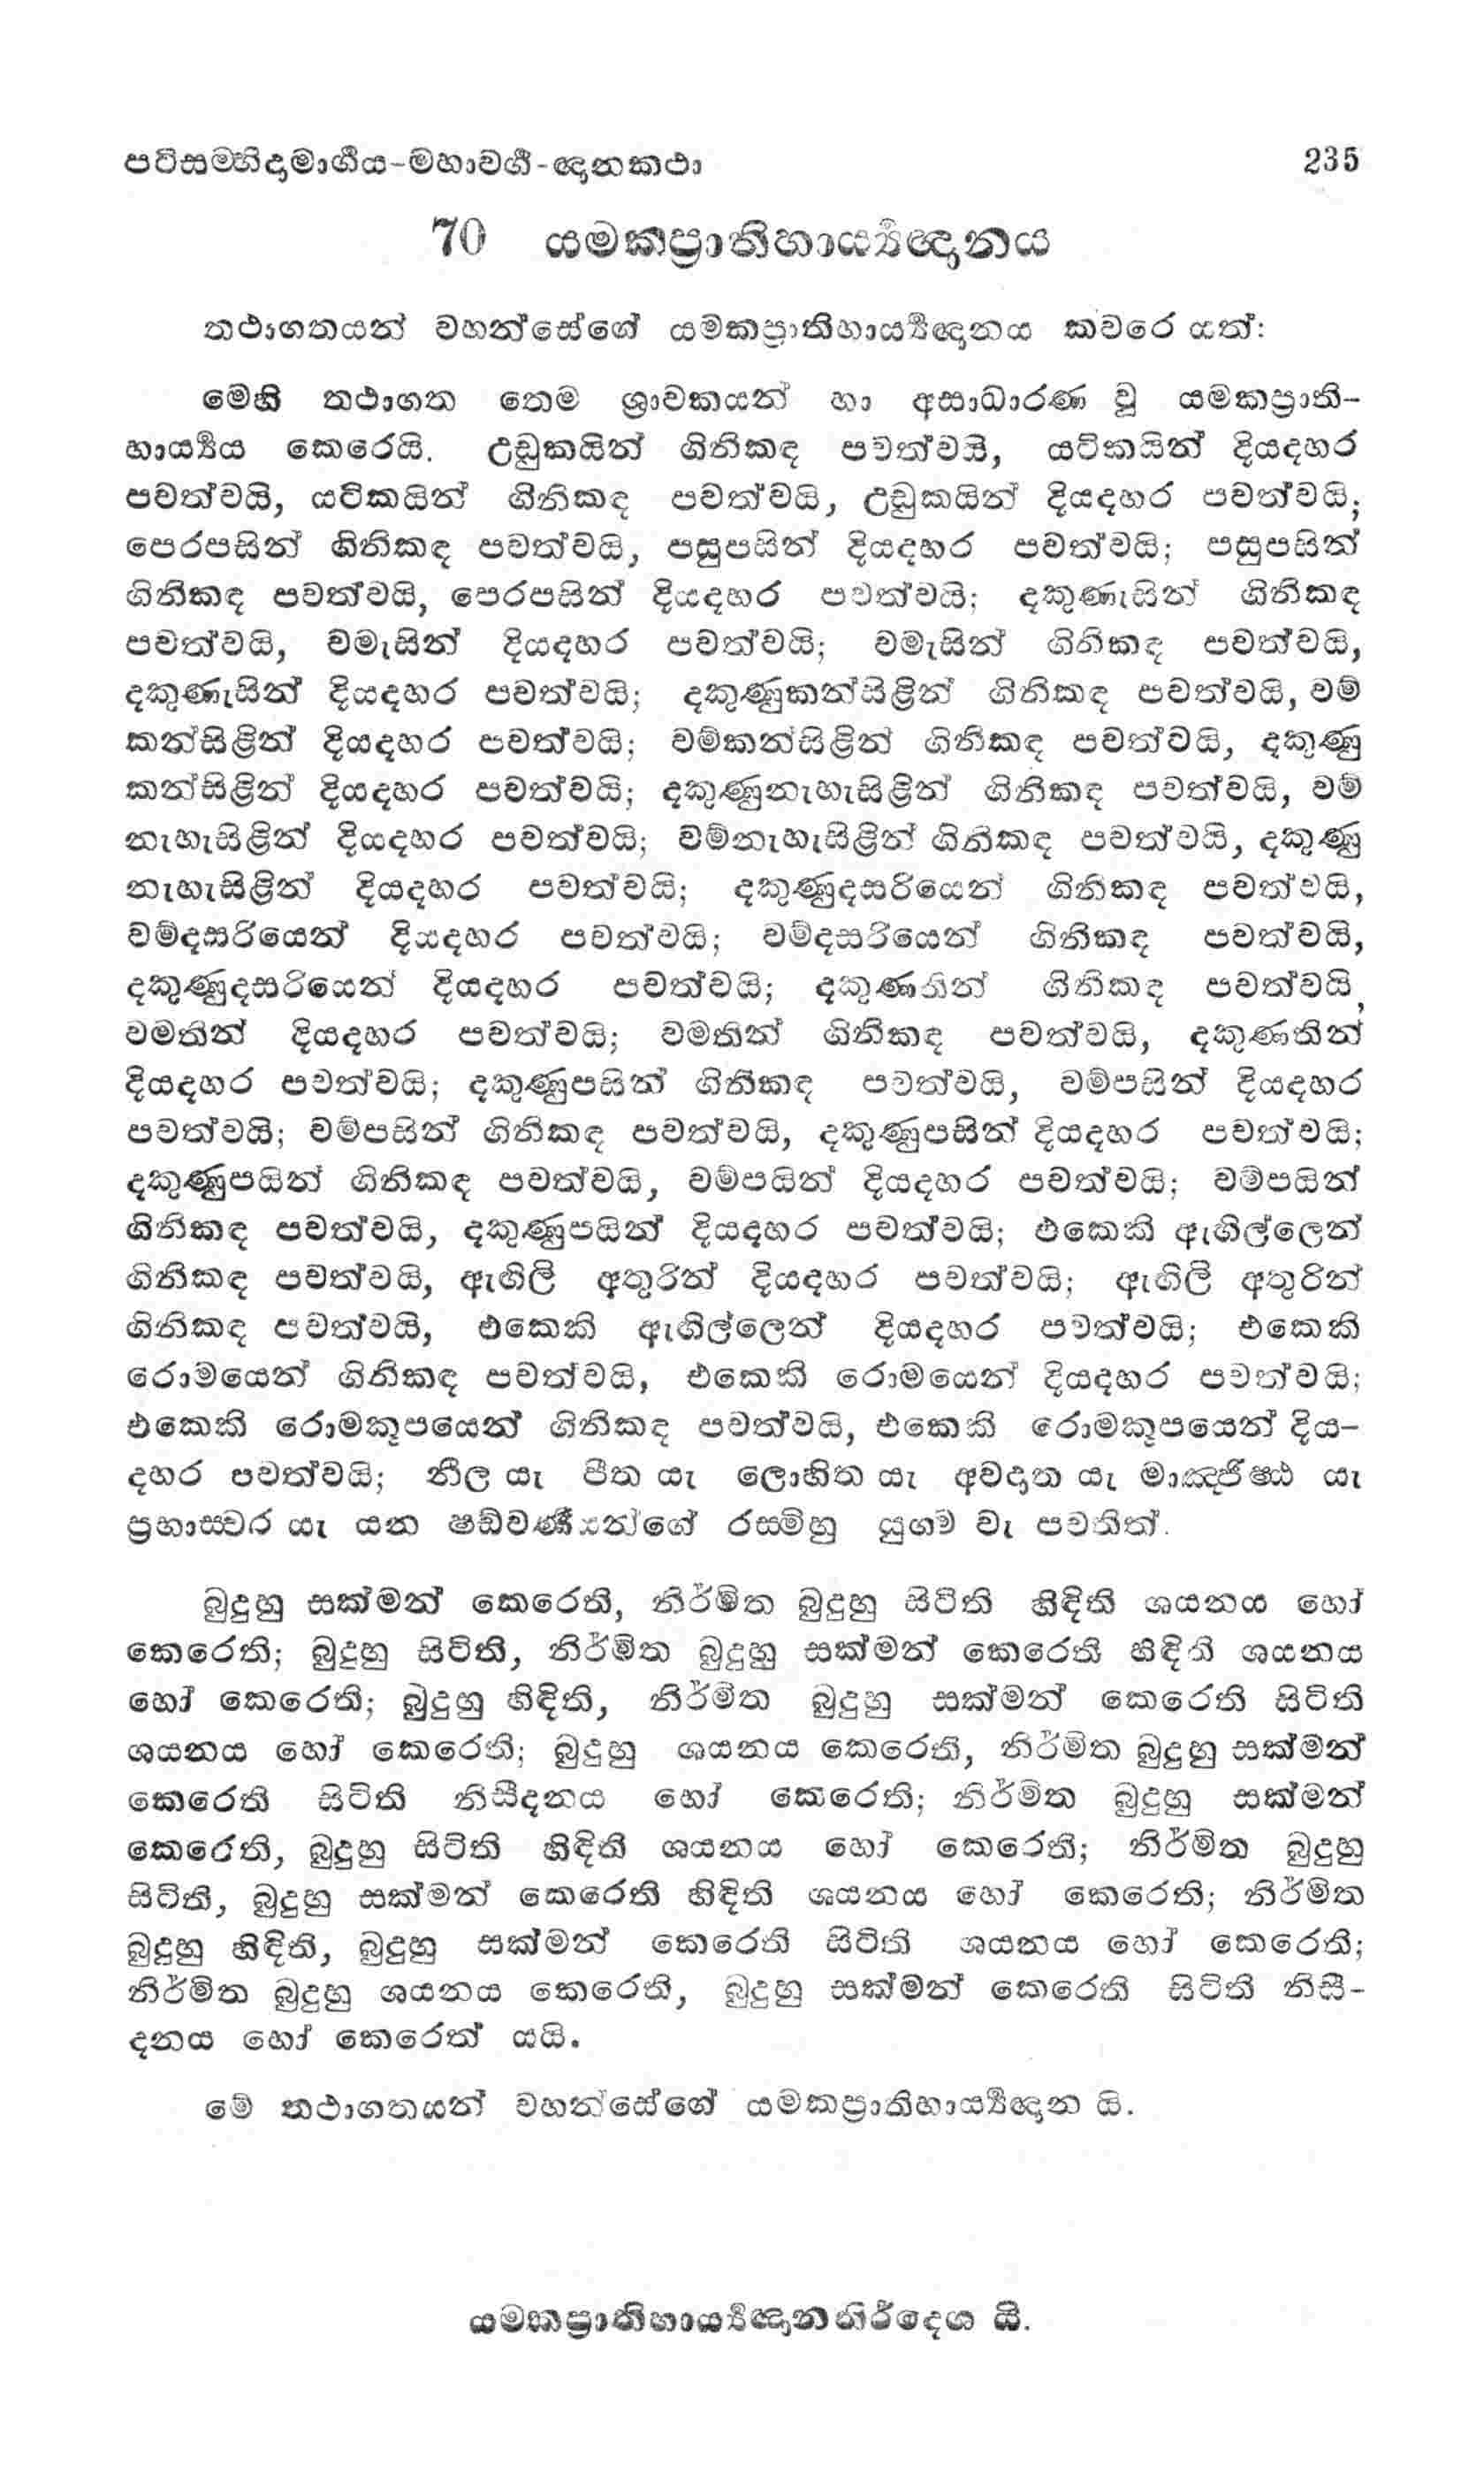 පටිසම්භිදාමාර්ගය-මහාවර්ග-ඥානකථා 235
70 යමකප්‍රාතිහාර්‍ය්‍යඥානය
තථාගතයන් වහන්සේගේ යමකප්‍රාතිහාර්‍ය්‍යඥානය කවරෙ යත්:
මෙහි තථාගත තෙම ශ්‍රාවකයන් හා අසාධාරණ වූ යමකප්‍රාති-
හාර්‍ය්‍යය කෙරෙයි. උඩුකයින් ගිනිකඳ පවත්වයි, යටිකයින් දියදහර
පවත්වයි, යටිකයින් ගිනිකඳ පවත්වයි, උඩුකයින් දියදහර පවත්වයි;
පෙරපසින් ගිනිකඳ පවත්වයි, පසුපසින් දියදහර පවත්වයි; පසුපසින්
ගිනිකඳ පවත්වයි, පෙරපසින් දියදහර පවත්වයි; දකුණැසින් ගිනිකඳ
පවත්වයි, වමැසින් දියදහර පවත්වයි; වමැසින් ගිනිකඳ පවත්වයි,
දකුණැසින් දියදහර පවත්වයි; දකුණුකන්සිළින් ගිනිකඳ පවත්වයි, වම්
කන්සිළින් දියදහර පවත්වයි; වම්කන්සිළින් ගිනිකඳ පවත්වයි, දකුණු
කන්සිළින් දියදහර පවත්වයි; දකුණුනැහැසිළින් ගිනිකඳ පවත්වයි, වම්
නැහැසිළින් දියදහර පවත්වයි; වම්නැහැසිළින් ගිනිකඳ පවත්වයි, දකුණු
නැහැසිළින් දියදහර පවත්වයි; දකුණුදසරියෙන් ගිනිකඳ පවත්වයි,
වම්දසරියෙන් දියදහර පවත්වයි; වම්දසරියෙන් ගිනිකඳ පවත්වයි,
දකුණුදසරියෙන් දියදහර පවත්වයි; දකුණතින් ගිනිකඳ පවත්වයි,
වමතින් දියදහර පවත්වයි; වමතින් ගිනිකඳ පවත්වයි, දකුණතින්
දියදහර පවත්වයි; දකුණුපසින් ගිනිකඳ පවත්වයි, වම්පසින් දියදහර
පවත්වයි; වම්පසින් ගිනිකඳ පවත්වයි, දකුණුපසින් දියදහර පවත්වයි;
දකුණුපයින් ගිනිකඳ පවත්වයි, වම්පයින් දියදහර පවත්වයි; වම්පයින්
ගිනිකඳ පවත්වයි, දකුණුපයින් දියදහර පවත්වයි; එකෙකි ඇඟිල්ලෙන්
ගිනිකඳ පවත්වයි, ඇඟිලි අතුරින් දියදහර පවත්වයි; ඇඟිලි අතුරින්
ගිනිකඳ පවත්වයි, එකෙකි ඇඟිල්ලෙන් දියදහර පවත්වයි; එකෙකි
රොමයෙන් ගිනිකඳ පවත්වයි, එකෙකි රොමයෙන් දියදහර පවත්වයි;
එකෙකි රොමකූපයෙන් ගිනිකඳ පවත්වයි, එකෙකි රොමකූපයෙන් දිය-
දහර පවත්වයි; නීල යැ පීත යැ ලොහිත යැ අවදාත යැ මාඤ්ජිෂ්ඨ යැ
ප්‍රභාස්වර යැ යන ෂඩ්වර්ණයන්ගේ රස්මිහු යුගව වැ පවතිත්.
බුදුහු සක්මන් කෙරෙති, නිර්මිත බුදුහු සිටිති හිඳිති ශයනය හෝ
කෙරෙති; බුදුහු සිටිති, නිර්මිත බුදුහු සක්මන් කෙරෙති හිඳිති ශයනය
හෝ කෙරෙති; බුදුහු හිඳිති, නිර්මිත බුදුහු සක්මන් කෙරෙති සිටිති
ශයනය හෝ කෙරෙති; බුදුහු ශයනය කෙරෙති, නිර්මිත බුදුහු සක්මන්
කෙරෙති සිටිති නිසීදනය හෝ කෙරෙති; නිර්මිත බුදුහු සක්මන්
කෙරෙති, බුදුහු සිටිති හිඳිති ශයනය හෝ කෙරෙති; නිර්මිත බුදුහු
සිටිති, බුදුහු සක්මන් කෙරෙති හිඳිති ශයනය හෝ කෙරෙති; නිර්මිත
බුදුහු හිඳිති, බුදුහු සක්මන් කෙරෙති සිටිති ශයනය හෝ කෙරෙති;
නිර්මිත බුදුහු ශයනය කෙරෙති, බුදුහු සක්මන් කෙරෙති සිටිති නිසී-
දනය හෝ කෙරෙත් යයි.
මේ තථාගතයන් වහන්සේගේ යමකප්‍රාතිහාර්‍ය්‍යඥාන යි.
යමකප්‍රාතිහාර්‍ය්‍යඥානනිර්දෙශ යි.